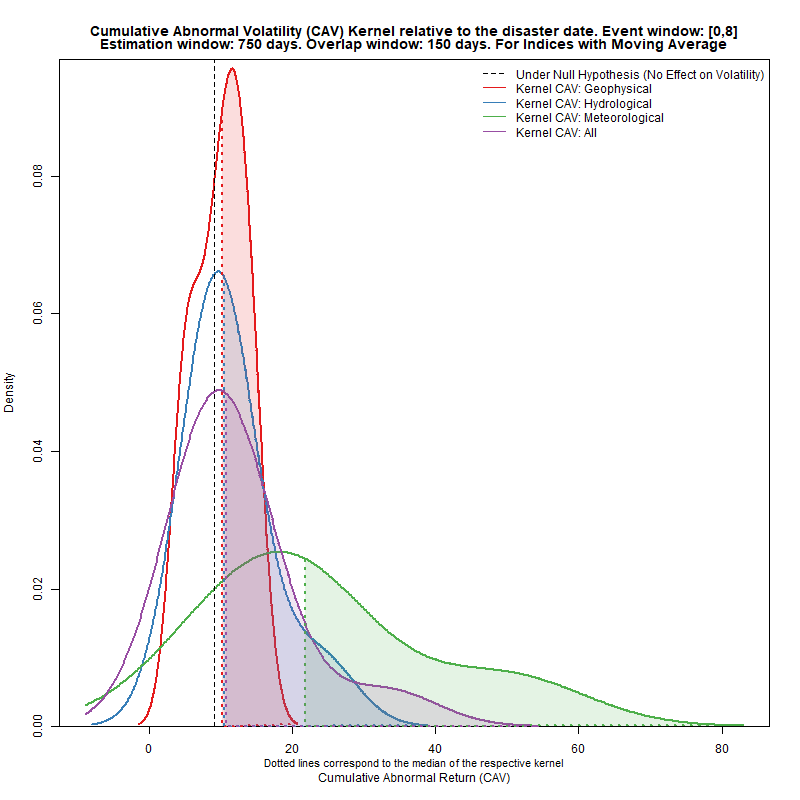 Cumulative Abnormal Volatility (CAV) Kernel relative to the disaster date. Event window: [0,8]
Estimation window: 750 days. Overlap window: 150 days. For Indices with Moving Average
Under Null Hypothesis (No Effect on Volatility)
Kernel CAV: Geophysical
Kernel CAV: Hydrological
Kernel CAV: Meteorological
Kernel CAV: All
Density
0.08
0.06
0.04
0.02
0.00
0 20 40 60 80
Dotted lines correspond to the median of the respective kernel
Cumulative Abnormal Return (CAV)